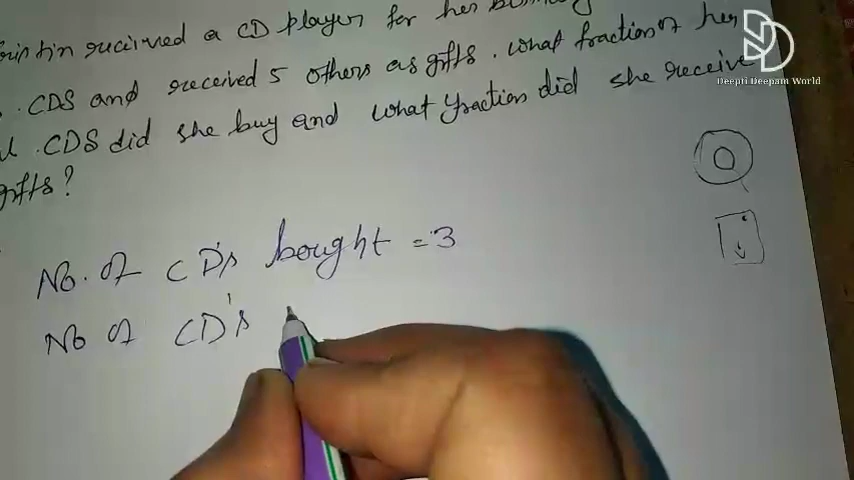 received a CD player for her
CDS and received 5 others as gifts. What fraction of her
CDS did she buy and what fraction did she receive
gifts?
No. of CD's bought = 3
No of CD's
SD
Deepti Deepam World